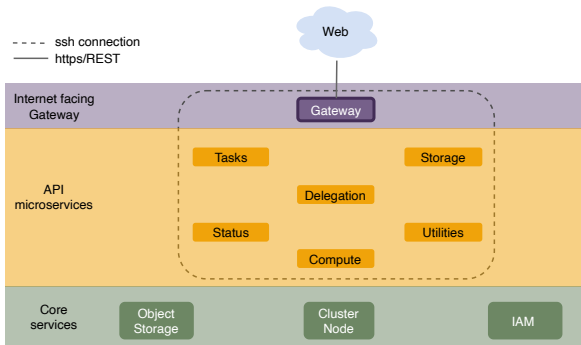 Web
ssh connection
https/REST
Internet facing
Gateway
Gateway
API
microservices
Tasks
Storage
Delegation
Status
Utilities
Compute
Core
services
Object
Storage
Cluster
Node
IAM